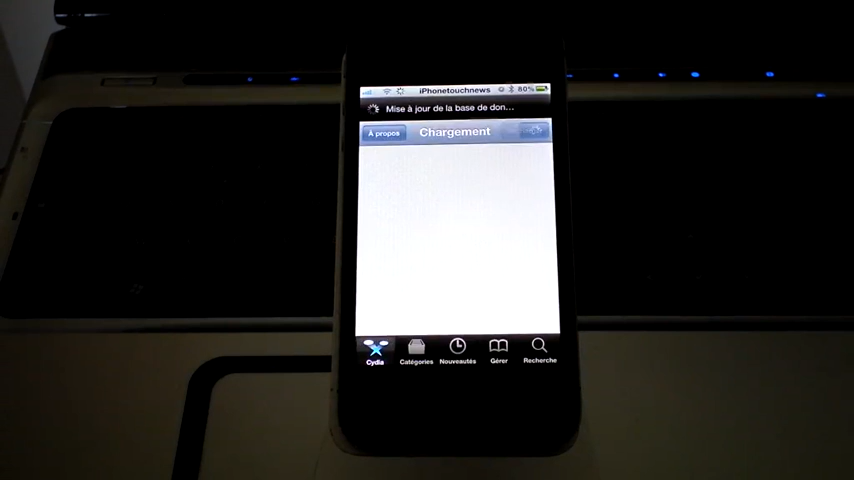 iPhonetouchnews 80%
Mise à jour de la base de don...
À propos Chargement
Cydia Catégories Nouveautés Gérer Recherche